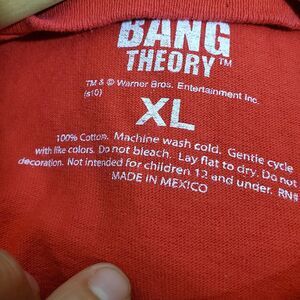 BANG
THEORY™
TM & © Warner Bros. Entertainment Inc.
(s10)
XL
100% Cotton. Machine wash cold. Gentle cycle
with like colors. Do not bleach. Lay flat to dry. Do not
decoration. Not intended for children 12 and under. RN#
MADE IN MEXICO